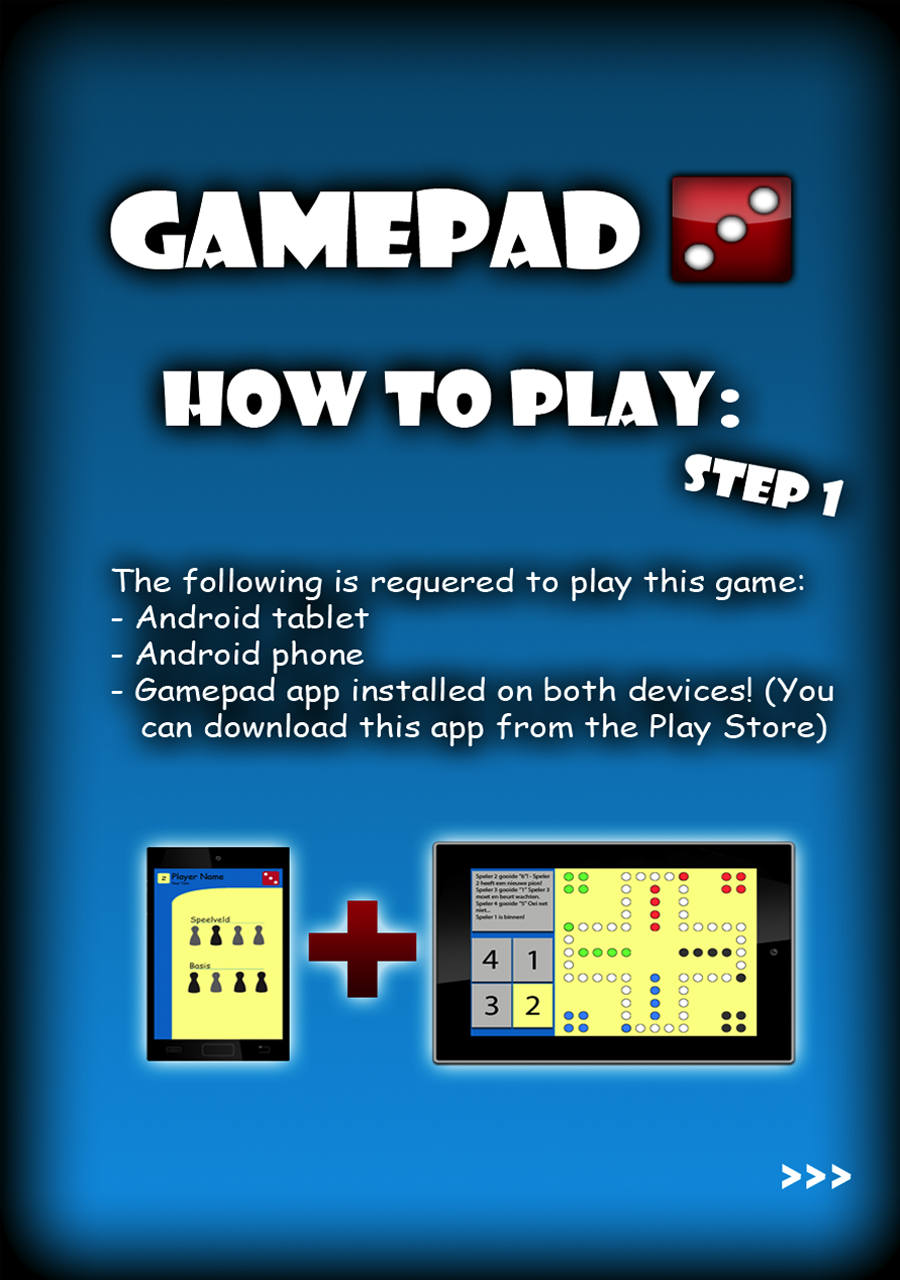 GAMEPAD
HOW TO PLAY:
STEP 1
The following is requered to play this game:
- Android tablet
- Android phone
- Gamepad app installed on both devices! (You
can download this app from the Play Store)
2 Player Name
Speelveld
Basis
Speler 2 gooide "6"! - Speler
2 heeft een nieuwe pion!
Speler 3 gooide "1" Speler 3
moet en beurt wachten.
Speler 4 gooide "5" Oei net
niet...
Speler 1 is binnen!
4 1
3 2
>>>